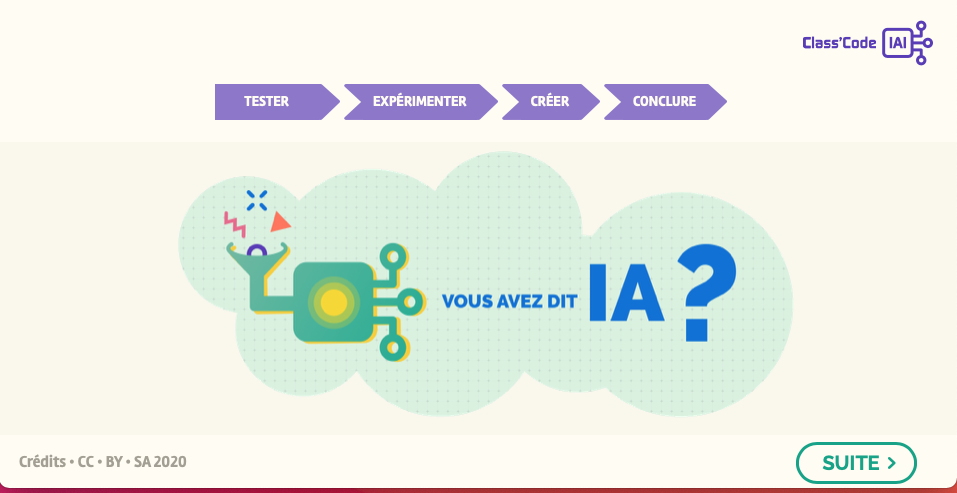 Class'Code IAI
TESTER
EXPÉRIMENTER
CRÉER
CONCLURE
VOUS AVEZ DIT IA ?
Crédits • CC • BY • SA 2020
SUITE >